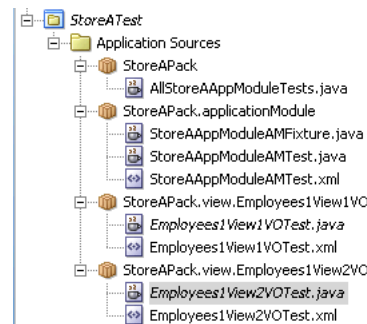 StoreATest
Application Sources
StoreAPack
AllStoreAAppModuleTests.java
StoreAPack.applicationModule
StoreAAppModuleAMFixture.java
StoreAAppModuleAMTest.java
StoreAAppModuleAMTest.xml
StoreAPack.view.Employees1View1VO
Employees1View1VOTest.java
Employees1View1VOTest.xml
StoreAPack.view.Employees1View2VO
Employees1View2VOTest.java
Employees1View2VOTest.xml